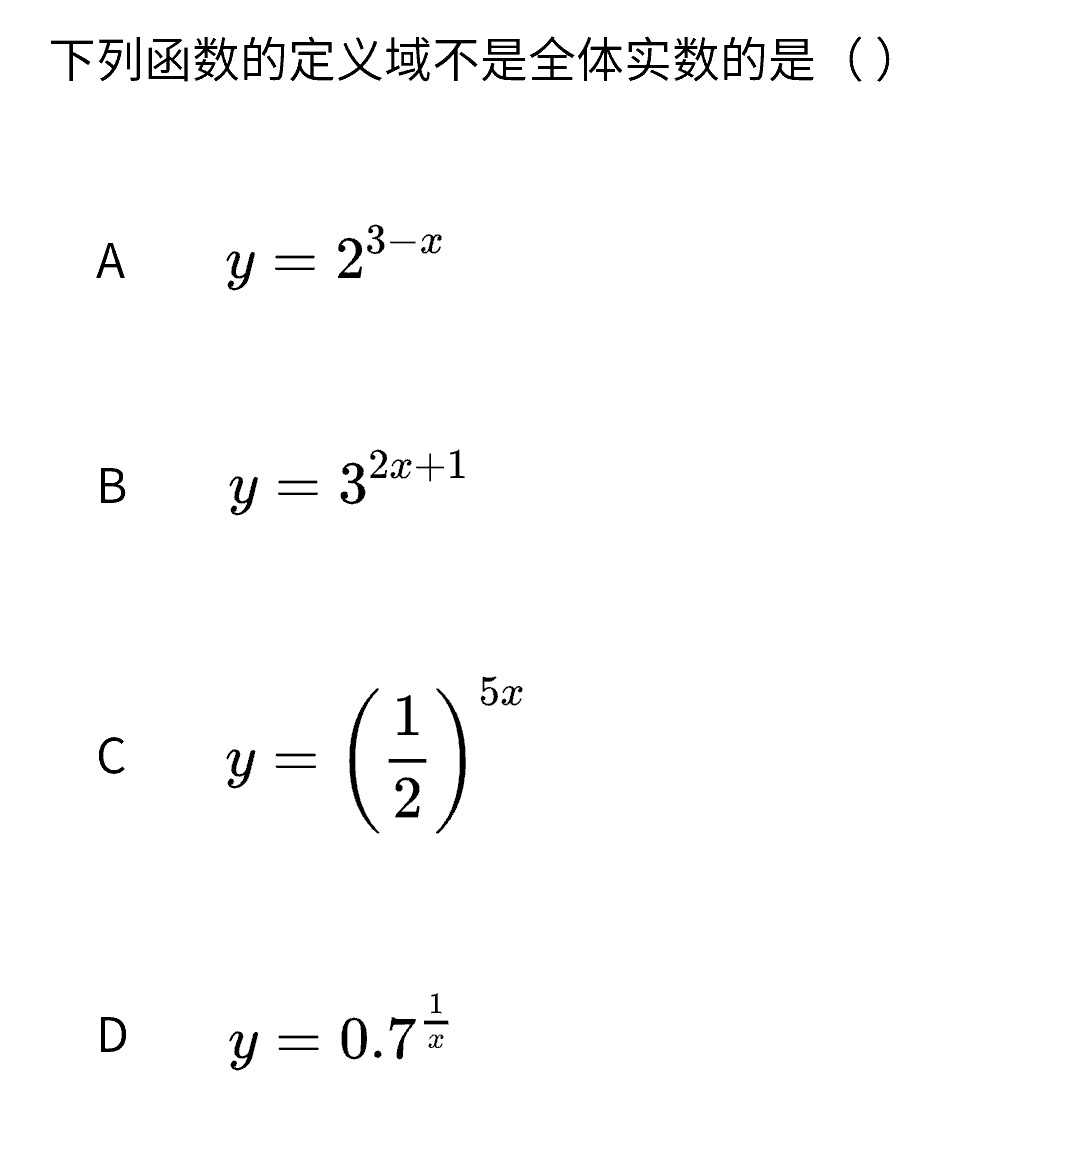 下列函数的定义域不是全体实数的是（ ）
A y = 2^{3-x}
B y = 3^{2x+1}
C y = \left(\frac{1}{2}\right)^{5x}
D y = 0.7^{\frac{1}{x}}